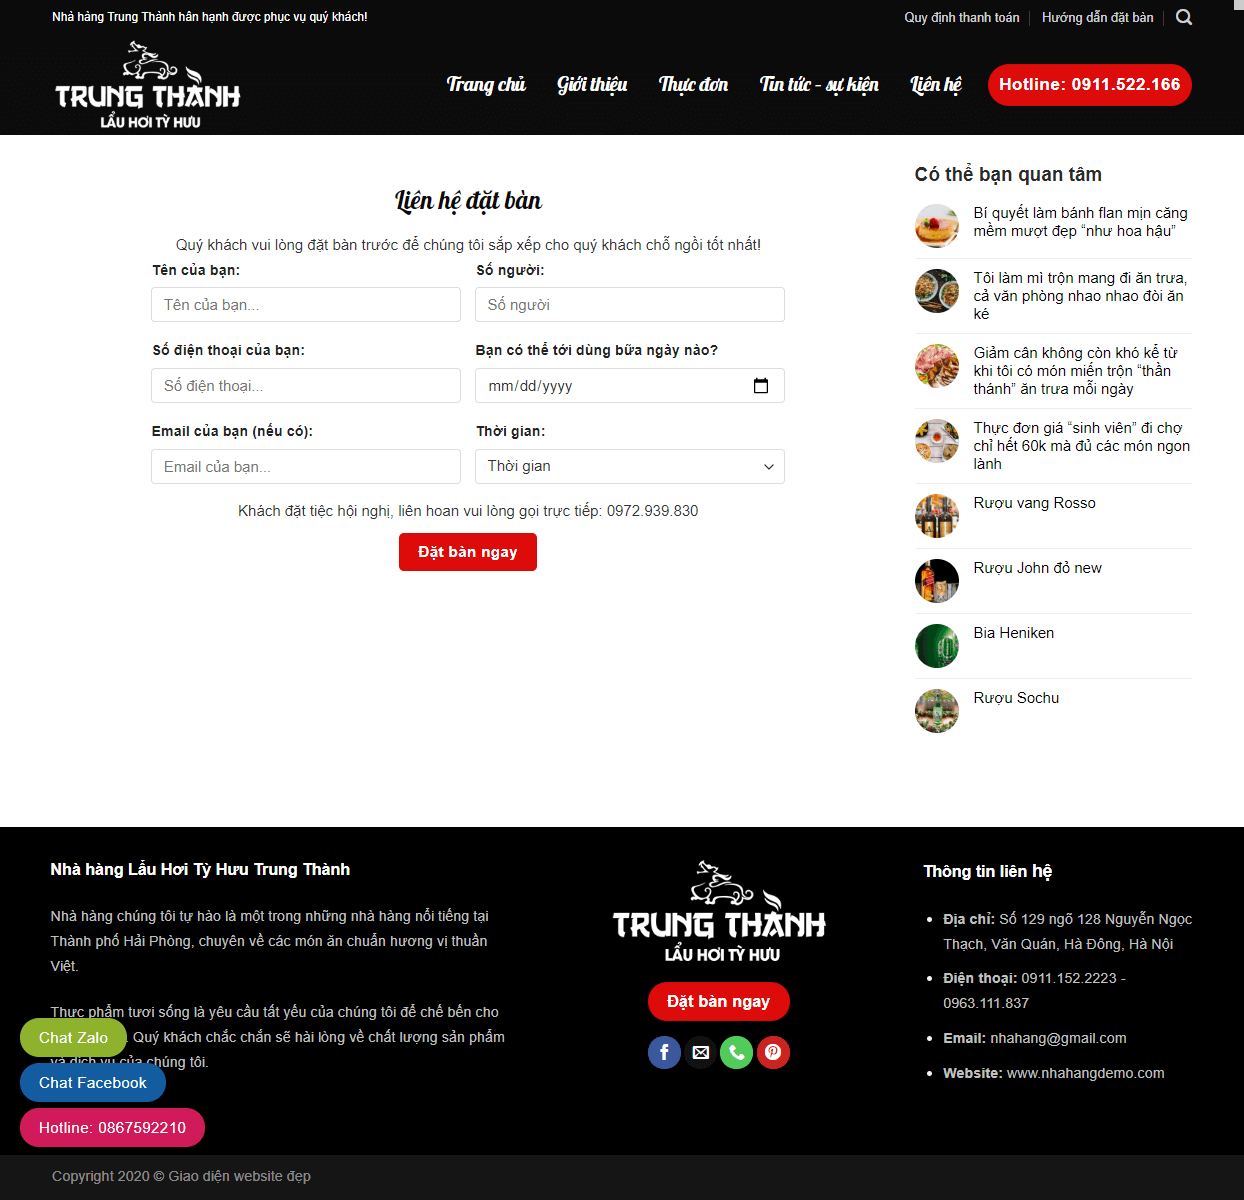 Nhà hàng Trung Thành hân hạnh được phục vụ quý khách!
Quy định thanh toán
Hướng dẫn đặt bàn
TRUNG THÀNH
LẨU HƠI TỲ HƯU
Trang chủ
Giới thiệu
Thực đơn
Tin tức - sự kiện
Liên hệ
Hotline: 0911.522.166
Liên hệ đặt bàn
Quý khách vui lòng đặt bàn trước để chúng tôi sắp xếp cho quý khách chỗ ngồi tốt nhất!
Tên của bạn:
Số người:
Tên của bạn...
Số người
Số điện thoại của bạn:
Bạn có thể tới dùng bữa ngày nào?
Số điện thoại...
mm/dd/yyyy
Email của bạn (nếu có):
Thời gian:
Email của bạn...
Thời gian
Khách đặt tiệc hội nghị, liên hoan vui lòng gọi trực tiếp: 0972.939.830
Đặt bàn ngay
Có thể bạn quan tâm
Bí quyết làm bánh flan mịn căng
mềm mượt đẹp “như hoa hậu”
Tôi làm mì trộn mang đi ăn trưa,
cả văn phòng nhao nhao đòi ăn
ké
Giảm cân không còn khó kể từ
khi tôi có món miến trộn “thần
thánh” ăn trưa mỗi ngày
Thực đơn giá “sinh viên” đi chợ
chỉ hết 60k mà đủ các món ngon
lành
Rượu vang Rosso
Rượu John đỏ new
Bia Heniken
Rượu Sochu
Nhà hàng Lẩu Hơi Tỳ Hưu Trung Thành
Nhà hàng chúng tôi tự hào là một trong những nhà hàng nổi tiếng tại
Thành phố Hải Phòng, chuyên về các món ăn chuẩn hương vị thuần
Việt.
Thực phẩm tươi sống là yêu cầu tất yếu của chúng tôi để chế bến cho
Quý khách chắc chắn sẽ hài lòng về chất lượng sản phẩm
và dịch vụ của chúng tôi.
Chat Zalo
Chat Facebook
Hotline: 0867592210
TRUNG THÀNH
LẨU HƠI TỲ HƯU
Đặt bàn ngay
Thông tin liên hệ
Địa chỉ: Số 129 ngõ 128 Nguyễn Ngọc
Thạch, Văn Quán, Hà Đông, Hà Nội
Điện thoại: 0911.152.2223 -
0963.111.837
Email: nhahang@gmail.com
Website: www.nhahangdemo.com
Copyright 2020 © Giao diện website đẹp